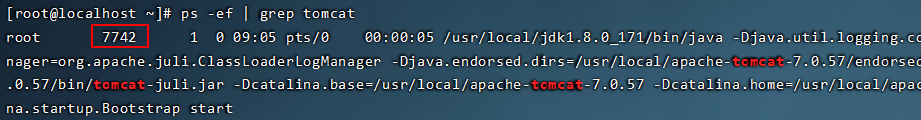 [root@localhost ~]# ps -ef | grep tomcat
root 7742 1 0 09:05 pts/0 00:00:05 /usr/local/jdk1.8.0_171/bin/java -Djava.util.logging.co
nager=org.apache.juli.ClassLoaderLogManager -Djava.endorsed.dirs=/usr/local/apache-tomcat-7.0.57/endorsed
.0.57/bin/tomcat-juli.jar -Dcatalina.base=/usr/local/apache-tomcat-7.0.57 -Dcatalina.home=/usr/local/apac
na.startup.Bootstrap start